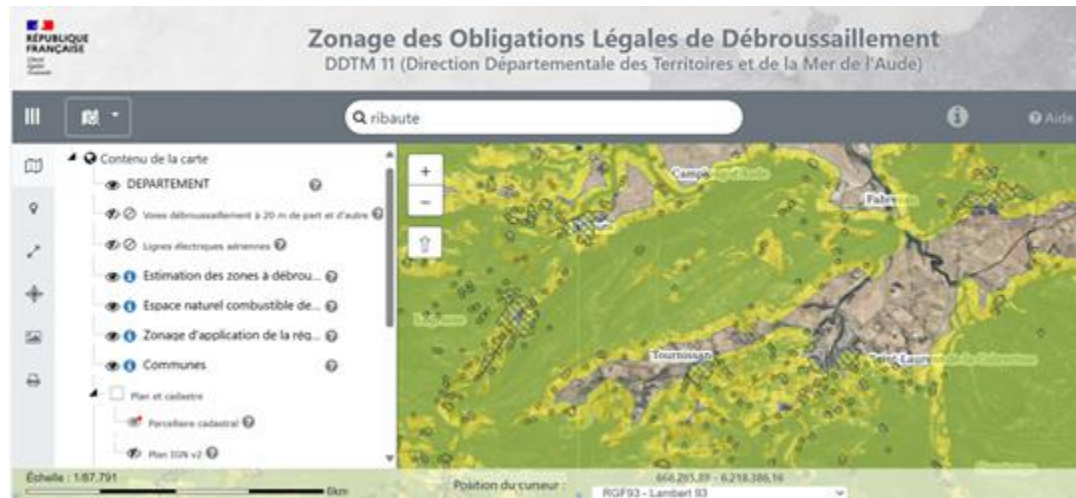 RÉPUBLIQUE
FRANÇAISE
Zonage des Obligations Légales de Débroussaillement
DDTM 11 (Direction Départementale des Territoires et de la Mer de l'Aude)
ribaute
Aide
Contenu de la carte
DEPARTEMENT
Voies débroussaillement à 20 m de part et d'autre
Lignes électriques aériennes
Estimation des zones à débrou...
Espace naturel combustible de...
Zonage d'application de la rég...
Communes
Plan et cadastre
Parcellaire cadastral
Plan IGN v2
Tournissan
Échelle : 1/87.791
6km
Position du curseur :
RGF93 - Lambert 93